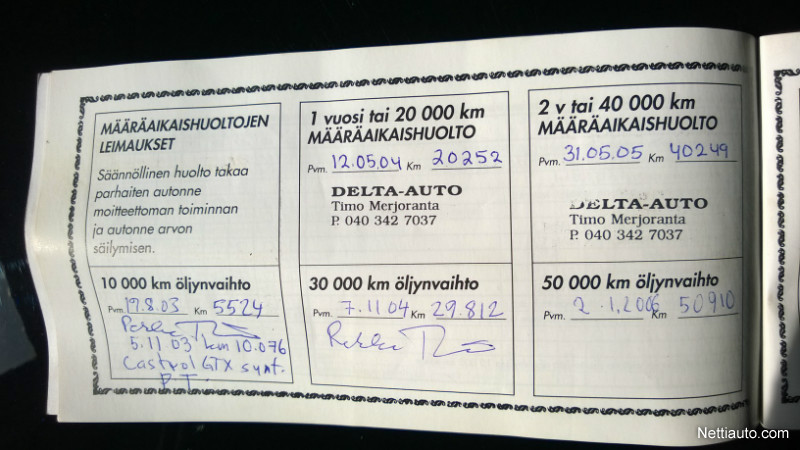 MÄÄRÄAIKAISHUOLTOJEN
LEIMAUKSET
Säännöllinen huolto takaa
parhaiten autonne
moitteettoman toiminnan
ja autonne arvon
säilymisen.
1 vuosi tai 20 000 km
MÄÄRÄAIKAISHUOLTO
Pvm. 12.05.04 Km 20252
DELTA-AUTO
Timo Merjoranta
P. 040 342 7037
2 v tai 40 000 km
MÄÄRÄAIKAISHUOLTO
Pvm. 31.05.05 Km 40249
DELTA-AUTO
Timo Merjoranta
P. 040 342 7037
10 000 km öljynvaihto
Pvm. 19.8.03 Km 5524
5.11.03 km 10.076
Castrol GTX synt.
P.T.
30 000 km öljynvaihto
Pvm. 7.11.04 Km 29.812
50 000 km öljynvaihto
Pvm. 2.1.2006 Km 50910
Nettiauto.com